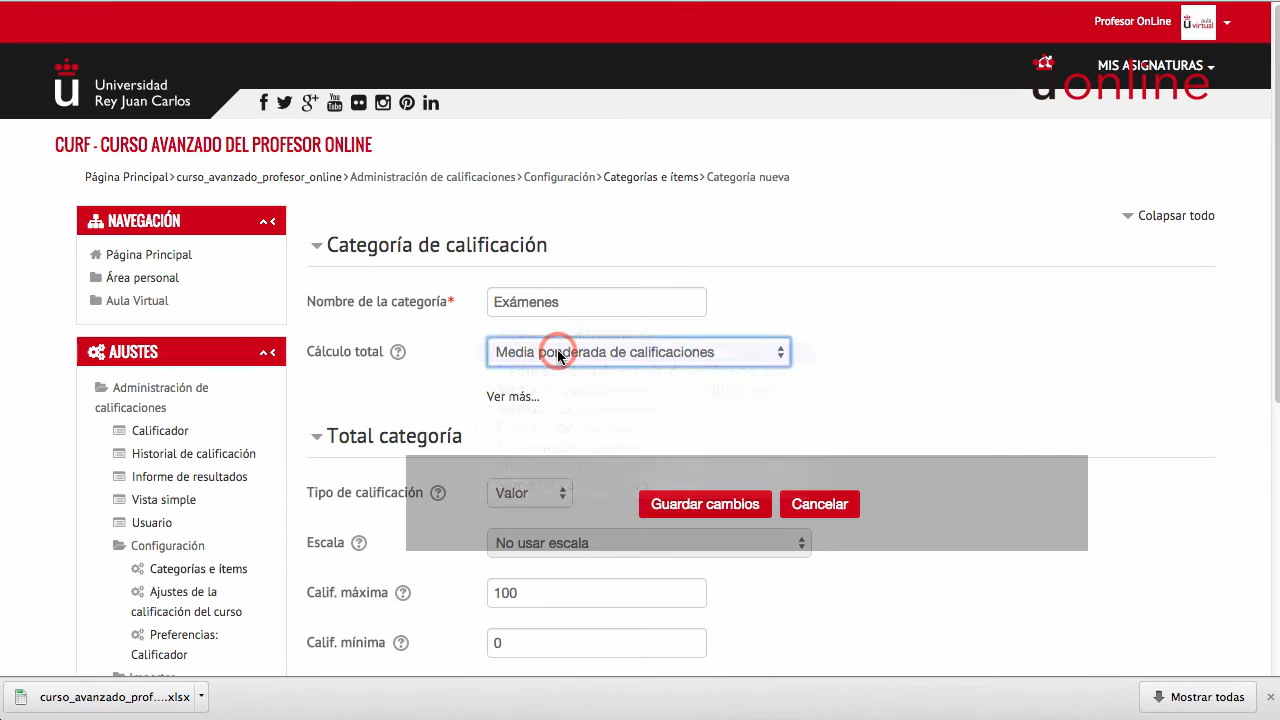 Profesor OnLine
aula
virtual
MIS ASIGNATURAS
online
Universidad
Rey Juan Carlos
CURF - CURSO AVANZADO DEL PROFESOR ONLINE
Página Principal > curso_avanzado_profesor_online > Administración de calificaciones > Configuración > Categorías e ítems > Categoría nueva
NAVEGACIÓN
Página Principal
Área personal
Aula Virtual
AJUSTES
Administración de
calificaciones
Calificador
Historial de calificación
Informe de resultados
Vista simple
Usuario
Configuración
Categorías e ítems
Ajustes de la
calificación del curso
Preferencias:
Calificador
Colapsar todo
Categoría de calificación
Nombre de la categoría* Exámenes
Cálculo total ? Media ponderada de calificaciones
Ver más...
Total categoría
Tipo de calificación ? Valor
Guardar cambios Cancelar
Escala ? No usar escala
Calif. máxima ? 100
Calif. mínima ? 0
curso_avanzado_prof....xlsx
Mostrar todas